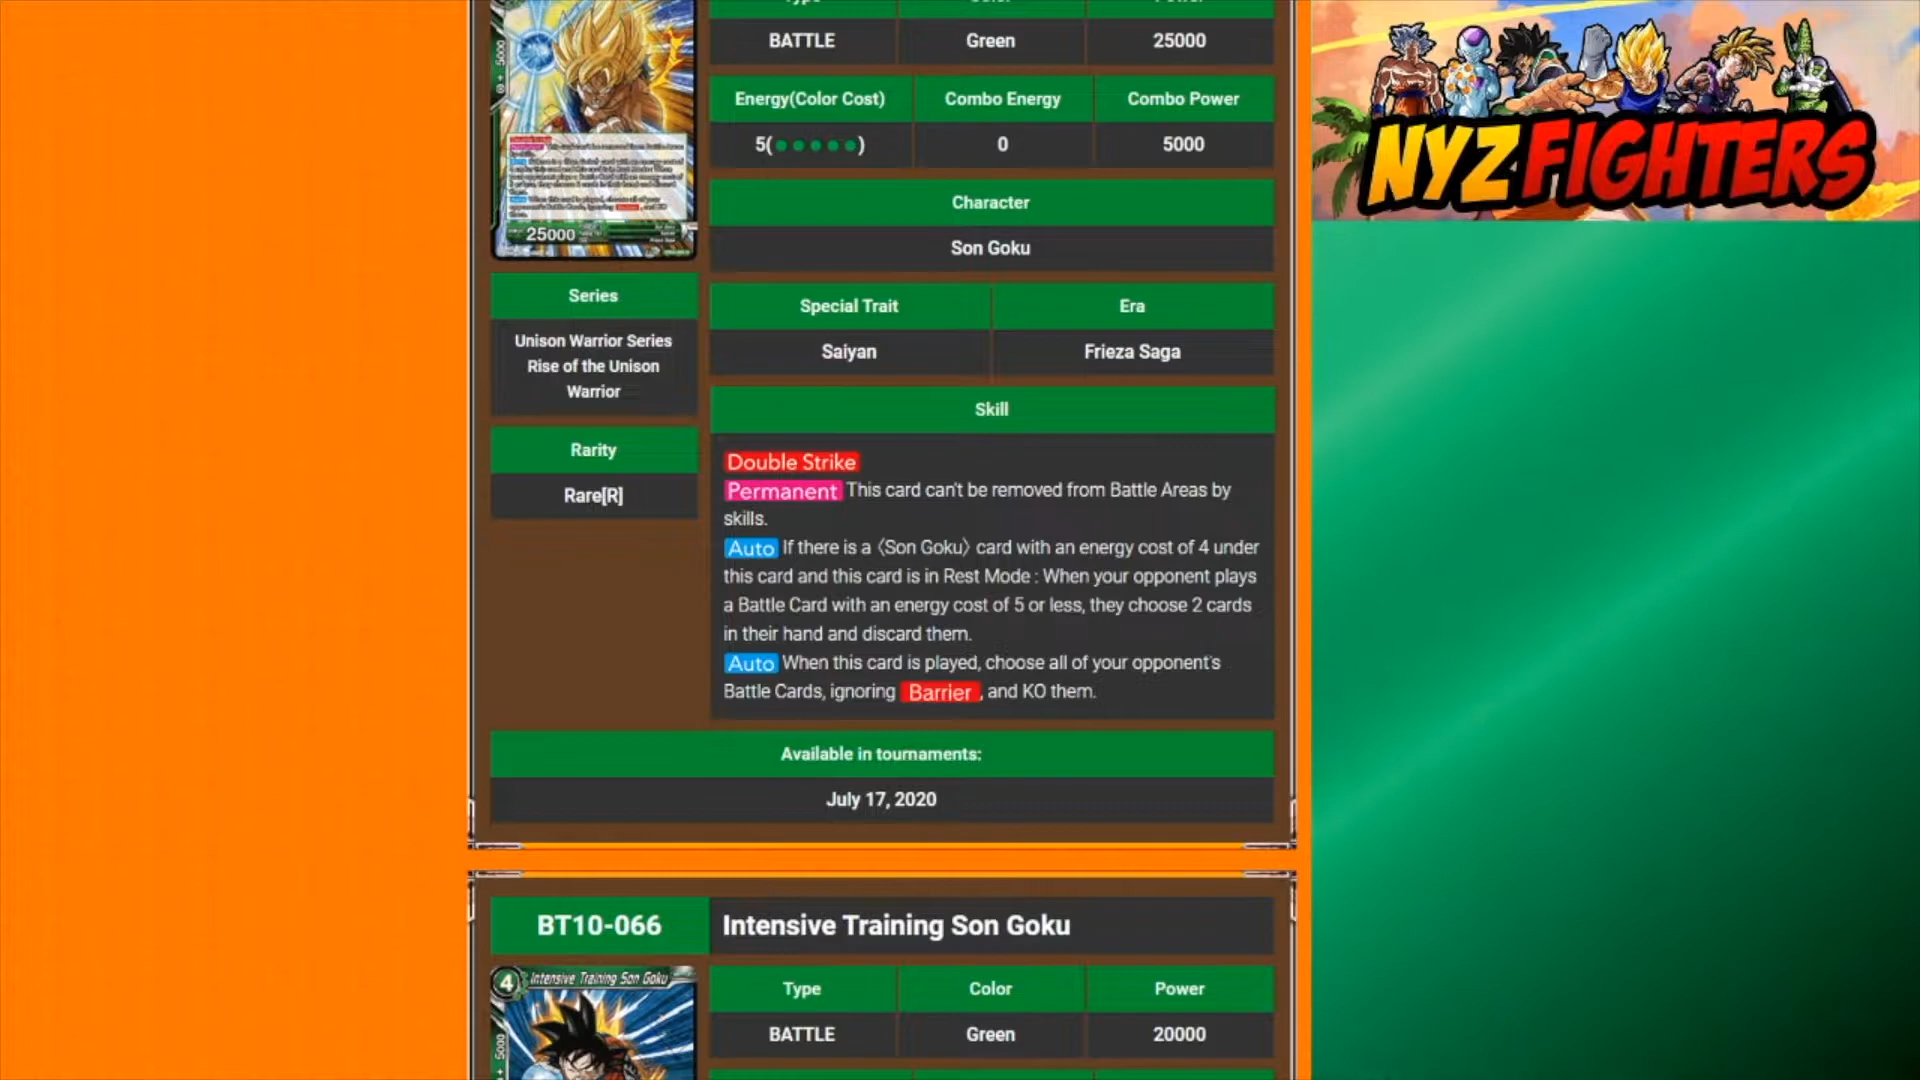 BATTLE Green 25000
Energy(Color Cost) Combo Energy Combo Power
5(●●●●●) 0 5000
Character
Son Goku
Special Trait Era
Saiyan Frieza Saga
Skill
Double Strike
Permanent This card can't be removed from Battle Areas by
skills.
Auto If there is a 〈Son Goku〉 card with an energy cost of 4 under
this card and this card is in Rest Mode : When your opponent plays
a Battle Card with an energy cost of 5 or less, they choose 2 cards
in their hand and discard them.
Auto When this card is played, choose all of your opponent's
Battle Cards, ignoring Barrier , and KO them.
5000
25000
Series
Unison Warrior Series
Rise of the Unison
Warrior
Rarity
Rare[R]
Available in tournaments:
July 17, 2020
BT10-066 Intensive Training Son Goku
4 Intensive Training Son Goku
5000
Type Color Power
BATTLE Green 20000
NYZ FIGHTERS